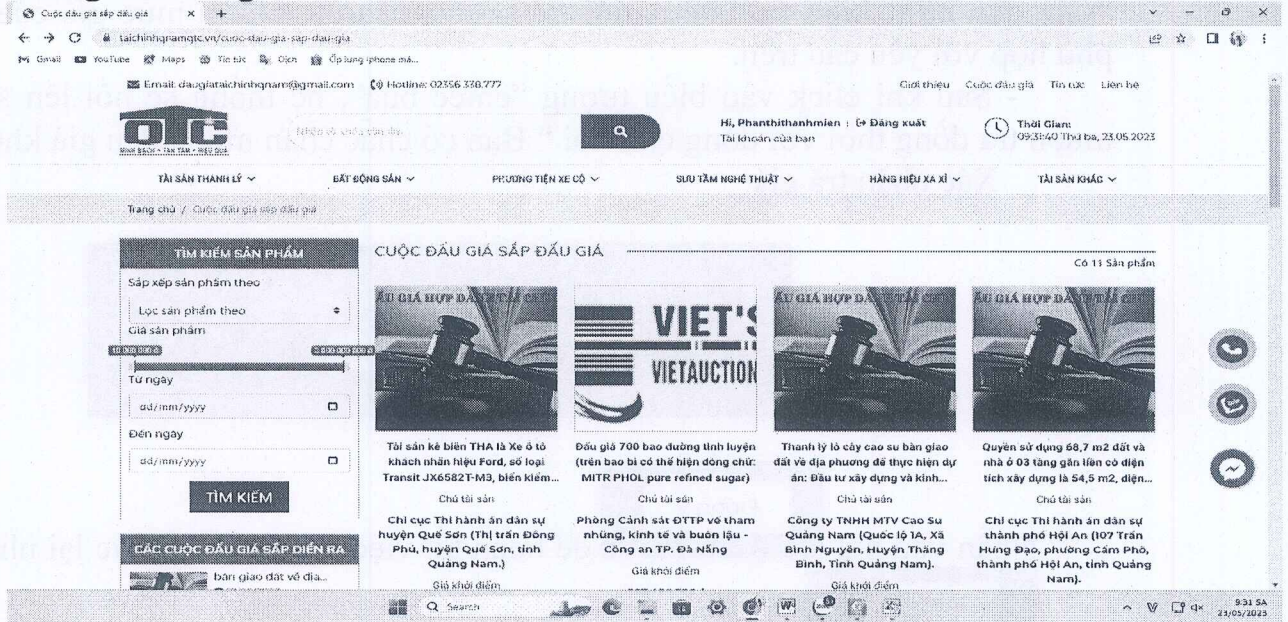 Cuộc đấu giá sắp đấu giá
taichinhqramqtc.vn/cuoc-dau-gia-sap-dau-gia
Gmail YouTube Maps Tin tức Dịch Ốp lưng iphone mà...
Email: daugiataichinhqnam@gmail.com Hotline: 02356.338.777
Giới thiệu Cuộc đấu giá Tin tức Liên hệ
Hi, Phanthithanhmien | Đăng xuất
Tài khoản của bạn
Thời Gian:
09:31:40 Thứ ba, 23.05.2023
TÀI SẢN THANH LÝ BẤT ĐỘNG SẢN PHƯƠNG TIỆN XE CỘ SƯU TẦM NGHỆ THUẬT HÀNG HIỆU XA XỈ TÀI SẢN KHÁC
Trang chủ / Cuộc đấu giá sắp đấu giá
TÌM KIẾM SẢN PHẨM
Sắp xếp sản phẩm theo
Lọc sản phẩm theo
Giá sản phẩm
Từ ngày
dd/mm/yyyy
Đến ngày
dd/mm/yyyy
TÌM KIẾM
CÁC CUỘC ĐẤU GIÁ SẮP DIỄN RA
bàn giao đất về địa...
CUỘC ĐẤU GIÁ SẮP ĐẤU GIÁ
Có 11 Sản phẩm
ẤU GIÁ HỢP DA
Tài sản kê biên THA là Xe ô tô
khách nhãn hiệu Ford, số loại
Transit JX6582T-M3, biển kiểm...
Chủ tài sản
Chi cục Thi hành án dân sự
huyện Quế Sơn (Thị trấn Đông
Phú, huyện Quế Sơn, tỉnh
Quảng Nam.)
Giá khởi điểm
VIET'S
VIETAUCTION
Đấu giá 700 bao đường tinh luyện
(trên bao bì có thể hiện dòng chữ:
MITR PHOL pure refined sugar)
Chủ tài sản
Phòng Cảnh sát ĐTTP về tham
nhũng, kinh tế và buôn lậu -
Công an TP. Đà Nẵng
Giá khởi điểm
ẤU GIÁ HỢP DA
Thanh lý lô cây cao su bàn giao
đất về địa phương để thực hiện dự
án: Đầu tư xây dựng và kinh...
Chủ tài sản
Công ty TNHH MTV Cao Su
Quảng Nam (Quốc lộ 1A, Xã
Bình Nguyên, Huyện Thăng
Bình, Tỉnh Quảng Nam).
Giá khởi điểm
ẤU GIÁ HỢP DA
Quyền sử dụng 68,7 m2 đất và
nhà ở 03 tầng gắn liền có diện
tích xây dựng là 54,5 m2, diện...
Chủ tài sản
Chi cục Thi hành án dân sự
thành phố Hội An (107 Trần
Hưng Đạo, phường Cẩm Phô,
thành phố Hội An, tỉnh Quảng
Nam).
Search
9:31 SA
23/05/2023